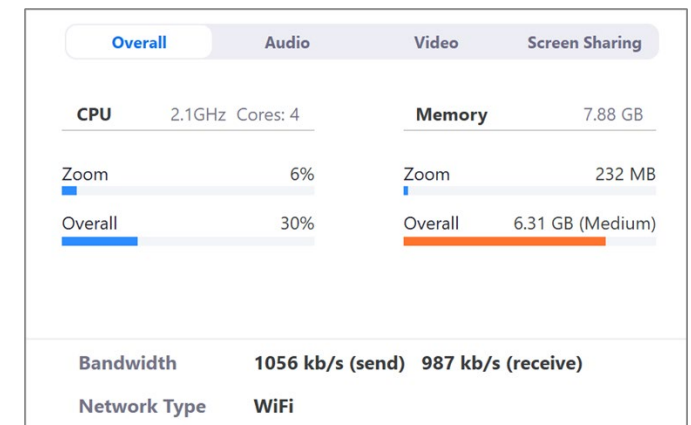 Overall Audio Video Screen Sharing
CPU 2.1GHz Cores: 4
Memory 7.88 GB
Zoom 6%
Zoom 232 MB
Overall 30%
Overall 6.31 GB (Medium)
Bandwidth 1056 kb/s (send) 987 kb/s (receive)
Network Type WiFi